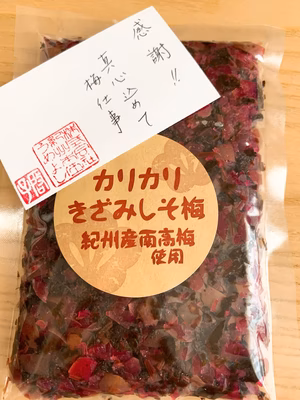 感謝!!
真心込めて
梅仕事
カリカリ
きざみしそ梅
紀州産南高梅
使用